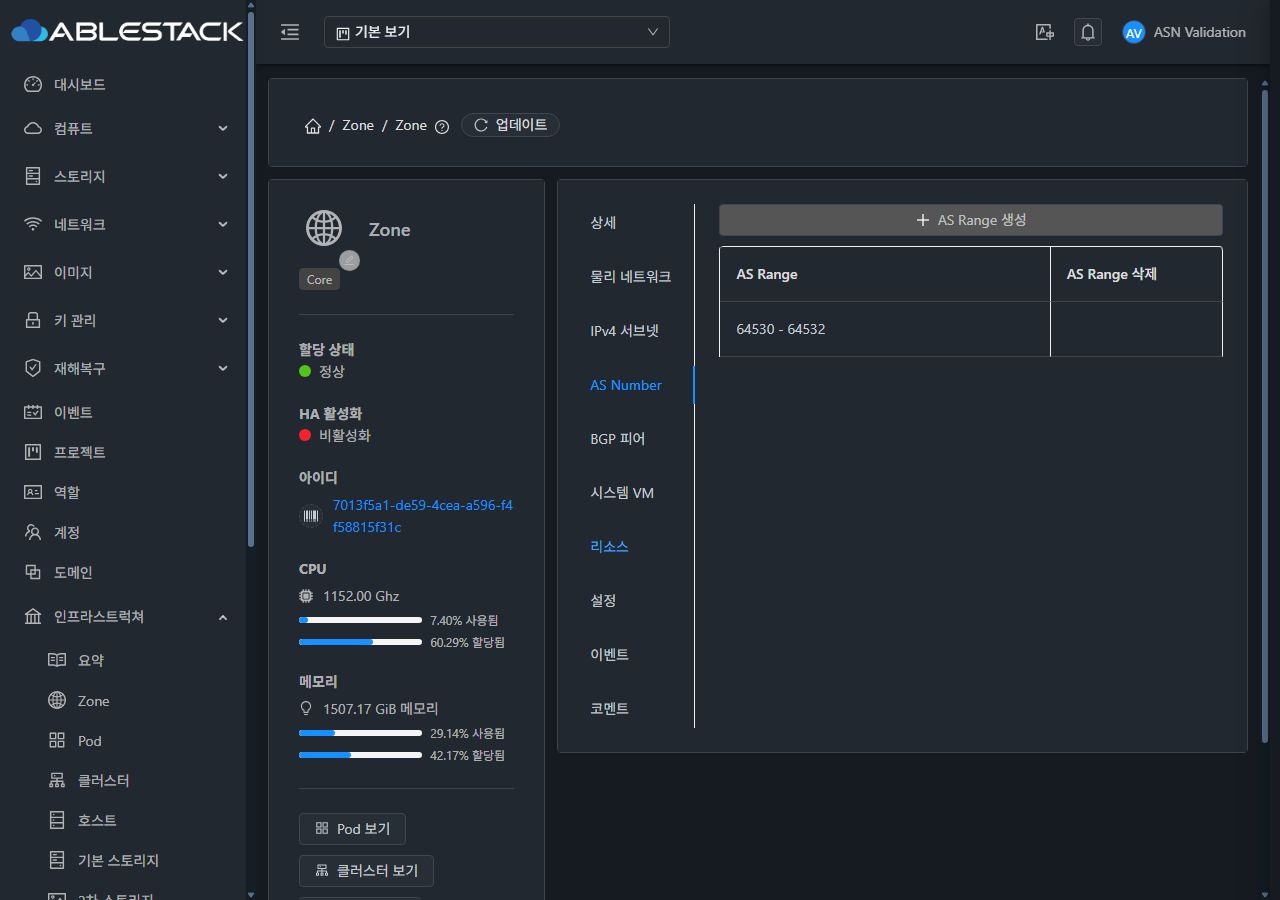 ABLESTACK
기본 보기
ASN Validation
AV
대시보드
컴퓨트
스토리지
네트워크
이미지
키 관리
재해복구
이벤트
프로젝트
역할
계정
도메인
인프라스트럭쳐
요약
Zone
Pod
클러스터
호스트
기본 스토리지
2차 스토리지
/ Zone / Zone
업데이트
Zone
Core
할당 상태
정상
HA 활성화
비활성화
아이디
7013f5a1-de59-4cea-a596-f4
f58815f31c
CPU
1152.00 Ghz
7.40% 사용됨
60.29% 할당됨
메모리
1507.17 GiB 메모리
29.14% 사용됨
42.17% 할당됨
Pod 보기
클러스터 보기
상세
물리 네트워크
IPv4 서브넷
AS Number
BGP 피어
시스템 VM
리소스
설정
이벤트
코멘트
AS Range 생성
AS Range
AS Range 삭제
64530 - 64532